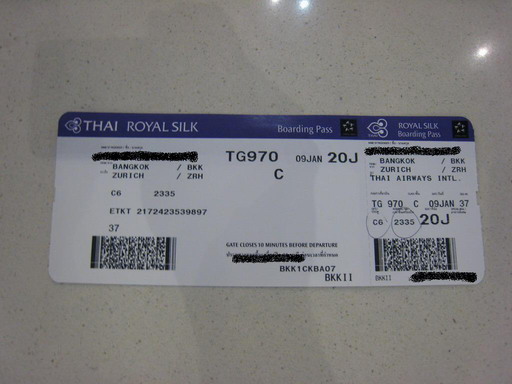 THAI ROYAL SILK
Boarding Pass
TG970 09JAN 20J
C
BANGKOK / BKK
ZURICH / ZRH
C6 2335
ETKT 2172423539897
37
GATE CLOSES 10 MINUTES BEFORE DEPARTURE
BKK1CKBA07
BKK11
ROYAL SILK
Boarding Pass
BANGKOK / BKK
ZURICH / ZRH
THAI AIRWAYS INTL.
TG 970 C 09JAN 37
C6 2335 20J
BKK11